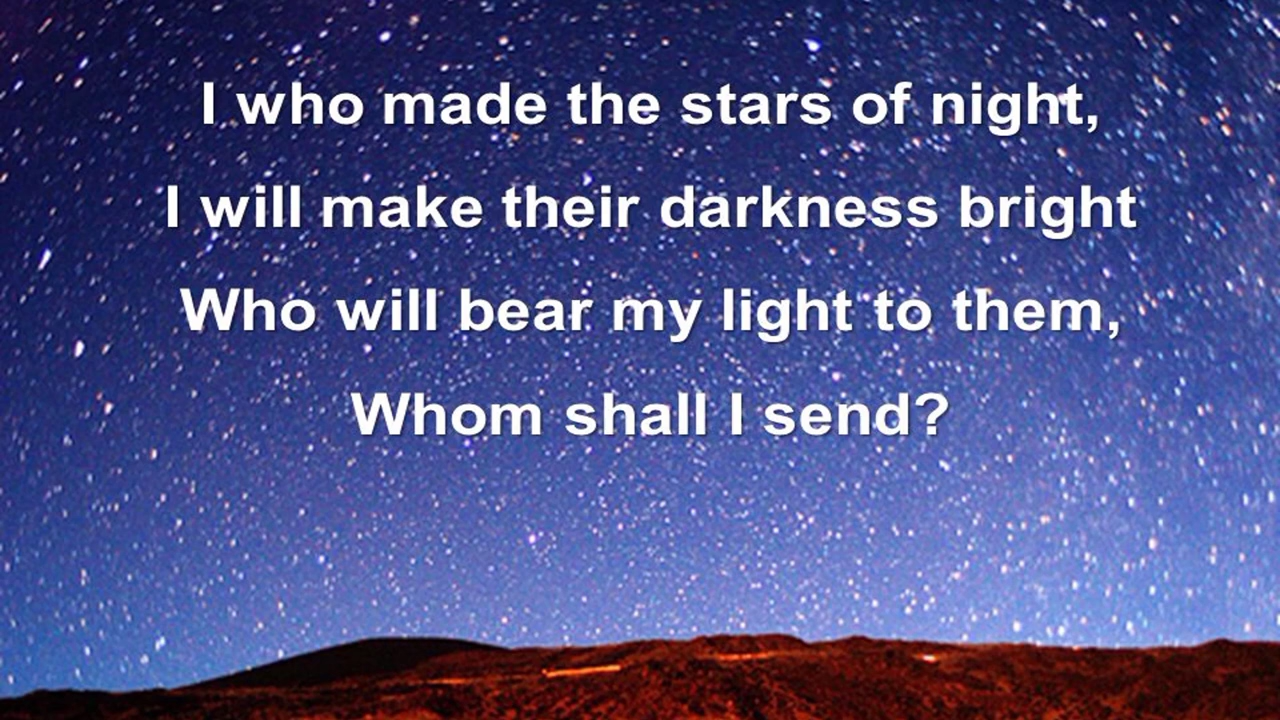 I who made the stars of night,
I will make their darkness bright
Who will bear my light to them,
Whom shall I send?